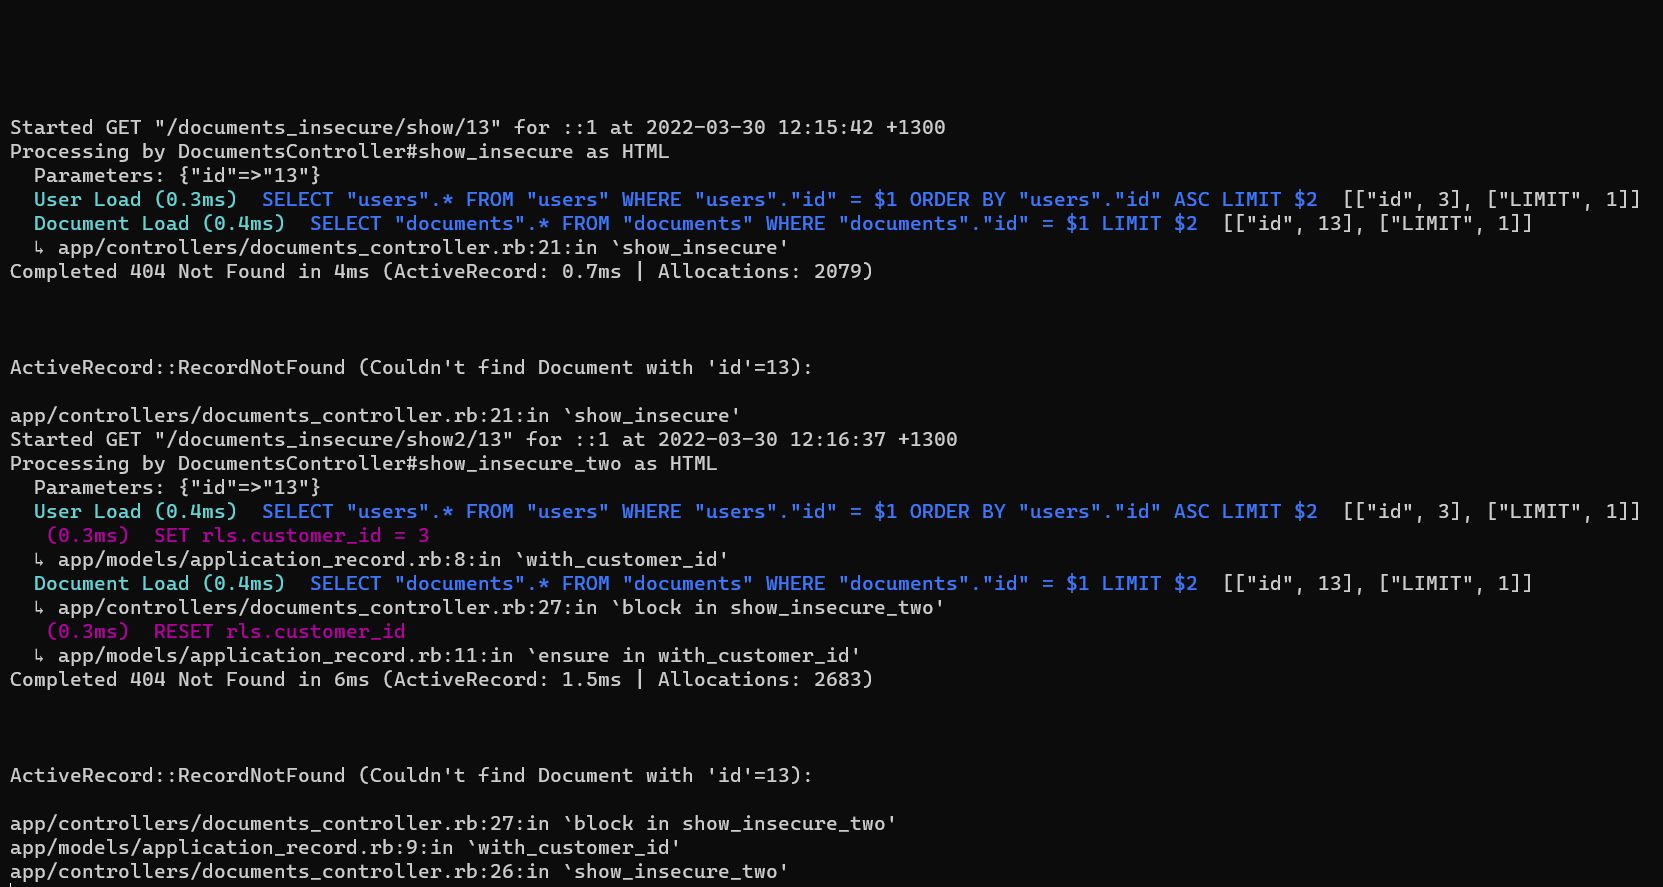 Started GET "/documents_insecure/show/13" for ::1 at 2022-03-30 12:15:42 +1300
Processing by DocumentsController#show_insecure as HTML
  Parameters: {"id"=>"13"}
  User Load (0.3ms)  SELECT "users".* FROM "users" WHERE "users"."id" = $1 ORDER BY "users"."id" ASC LIMIT $2  [["id", 3], ["LIMIT", 1]]
  Document Load (0.4ms)  SELECT "documents".* FROM "documents" WHERE "documents"."id" = $1 LIMIT $2  [["id", 13], ["LIMIT", 1]]
  ↳ app/controllers/documents_controller.rb:21:in `show_insecure'
Completed 404 Not Found in 4ms (ActiveRecord: 0.7ms | Allocations: 2079)
ActiveRecord::RecordNotFound (Couldn't find Document with 'id'=13):
app/controllers/documents_controller.rb:21:in `show_insecure'
Started GET "/documents_insecure/show2/13" for ::1 at 2022-03-30 12:16:37 +1300
Processing by DocumentsController#show_insecure_two as HTML
  Parameters: {"id"=>"13"}
  User Load (0.4ms)  SELECT "users".* FROM "users" WHERE "users"."id" = $1 ORDER BY "users"."id" ASC LIMIT $2  [["id", 3], ["LIMIT", 1]]
   (0.3ms)  SET rls.customer_id = 3
  ↳ app/models/application_record.rb:8:in `with_customer_id'
  Document Load (0.4ms)  SELECT "documents".* FROM "documents" WHERE "documents"."id" = $1 LIMIT $2  [["id", 13], ["LIMIT", 1]]
  ↳ app/controllers/documents_controller.rb:27:in `block in show_insecure_two'
   (0.3ms)  RESET rls.customer_id
  ↳ app/models/application_record.rb:11:in `ensure in with_customer_id'
Completed 404 Not Found in 6ms (ActiveRecord: 1.5ms | Allocations: 2683)
ActiveRecord::RecordNotFound (Couldn't find Document with 'id'=13):
app/controllers/documents_controller.rb:27:in `block in show_insecure_two'
app/models/application_record.rb:9:in `with_customer_id'
app/controllers/documents_controller.rb:26:in `show_insecure_two'